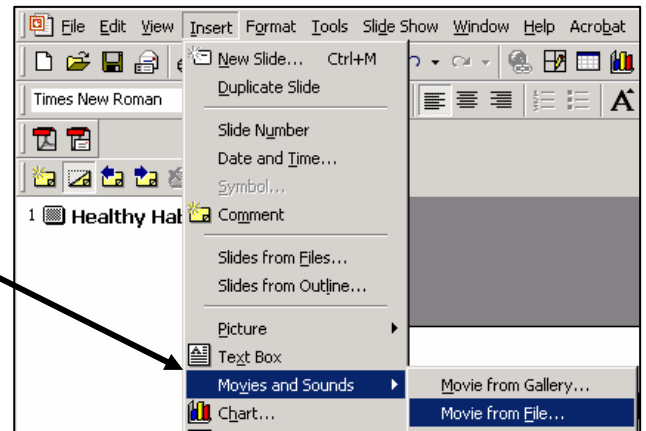 File Edit View Insert Format Tools Slide Show Window Help Acrobat
New Slide... Ctrl+M
Duplicate Slide
Times New Roman
Slide Number
Date and Time...
Symbol...
Comment
1 Healthy Hab
Slides from Files...
Slides from Outline...
Picture
Text Box
Movies and Sounds
Movie from Gallery...
Chart...
Movie from File...